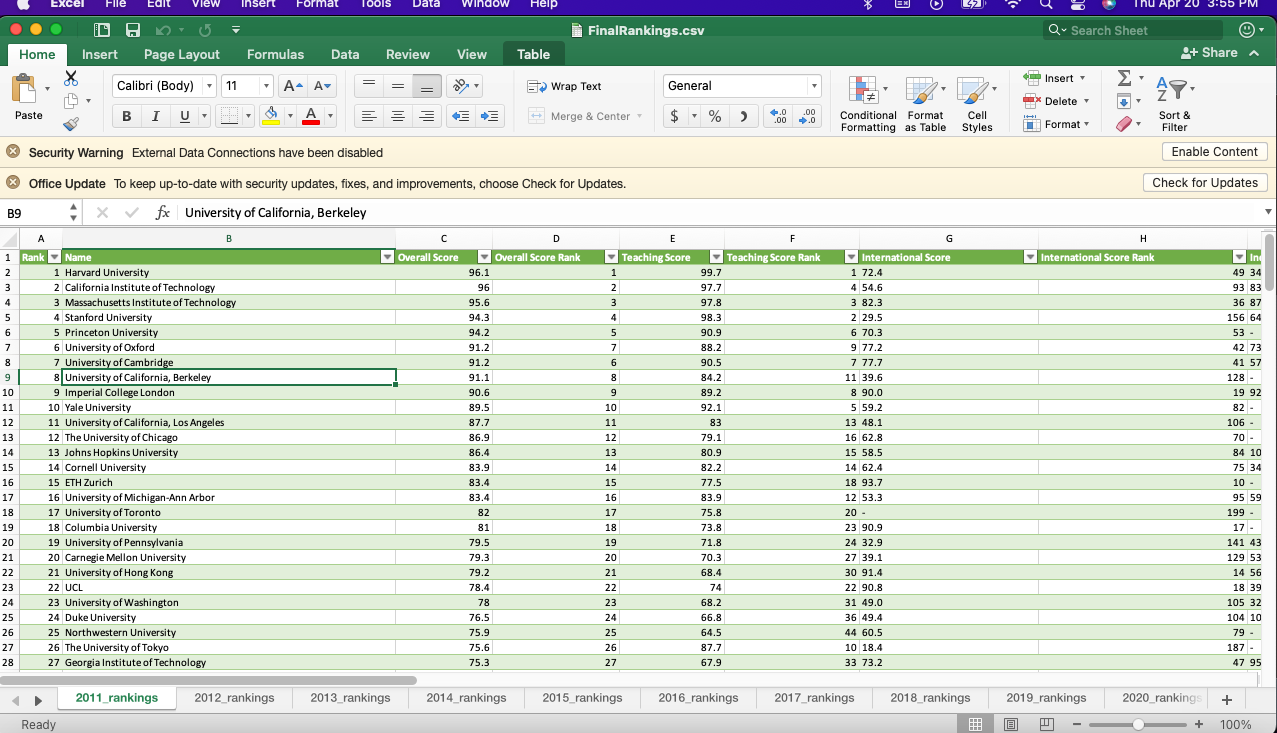 Excel File Edit View Insert Format Tools Data Window Help Thu Apr 20 3:55 PM
FinalRankings.csv Search Sheet
Home Insert Page Layout Formulas Data Review View Table Share
Calibri (Body) 11 A A Wrap Text General Insert
Paste B I U A Merge & Center $ % Conditional Formatting Format as Table Cell Styles Delete Format Sort & Filter
Security Warning External Data Connections have been disabled Enable Content
Office Update To keep up-to-date with security updates, fixes, and improvements, choose Check for Updates. Check for Updates
B9 fx University of California, Berkeley
A B C D E F G H
1 Rank Name Overall Score Overall Score Rank Teaching Score Teaching Score Rank International Score International Score Rank
2 1 Harvard University 96.1 1 99.7 1 72.4 49 34
3 2 California Institute of Technology 96 2 97.7 4 54.6 93 83
4 3 Massachusetts Institute of Technology 95.6 3 97.8 3 82.3 36 87
5 4 Stanford University 94.3 4 98.3 2 29.5 156 64
6 5 Princeton University 94.2 5 90.9 6 70.3 53 -
7 6 University of Oxford 91.2 7 88.2 9 77.2 42 73
8 7 University of Cambridge 91.2 6 90.5 7 77.7 41 57
9 8 University of California, Berkeley 91.1 8 84.2 11 39.6 128 -
10 9 Imperial College London 90.6 9 89.2 8 90.0 19 92
11 10 Yale University 89.5 10 92.1 5 59.2 82 -
12 11 University of California, Los Angeles 87.7 11 83 13 48.1 106 -
13 12 The University of Chicago 86.9 12 79.1 16 62.8 70 -
14 13 Johns Hopkins University 86.4 13 80.9 15 58.5 84 10
15 14 Cornell University 83.9 14 82.2 14 62.4 75 34
16 15 ETH Zurich 83.4 15 77.5 18 93.7 10 -
17 16 University of Michigan-Ann Arbor 83.4 16 83.9 12 53.3 95 59
18 17 University of Toronto 82 17 75.8 20 - 199 -
19 18 Columbia University 81 18 73.8 23 90.9 17 -
20 19 University of Pennsylvania 79.5 19 71.8 24 32.9 141 43
21 20 Carnegie Mellon University 79.3 20 70.3 27 39.1 129 53
22 21 University of Hong Kong 79.2 21 68.4 30 91.4 14 56
23 22 UCL 78.4 22 74 22 90.8 18 39
24 23 University of Washington 78 23 68.2 31 49.0 105 32
25 24 Duke University 76.5 24 66.8 36 49.4 104 10
26 25 Northwestern University 75.9 25 64.5 44 60.5 79 -
27 26 The University of Tokyo 75.6 26 87.7 10 18.4 187 -
28 27 Georgia Institute of Technology 75.3 27 67.9 33 73.2 47 95
2011_rankings 2012_rankings 2013_rankings 2014_rankings 2015_rankings 2016_rankings 2017_rankings 2018_rankings 2019_rankings 2020_rankings
Ready 100%